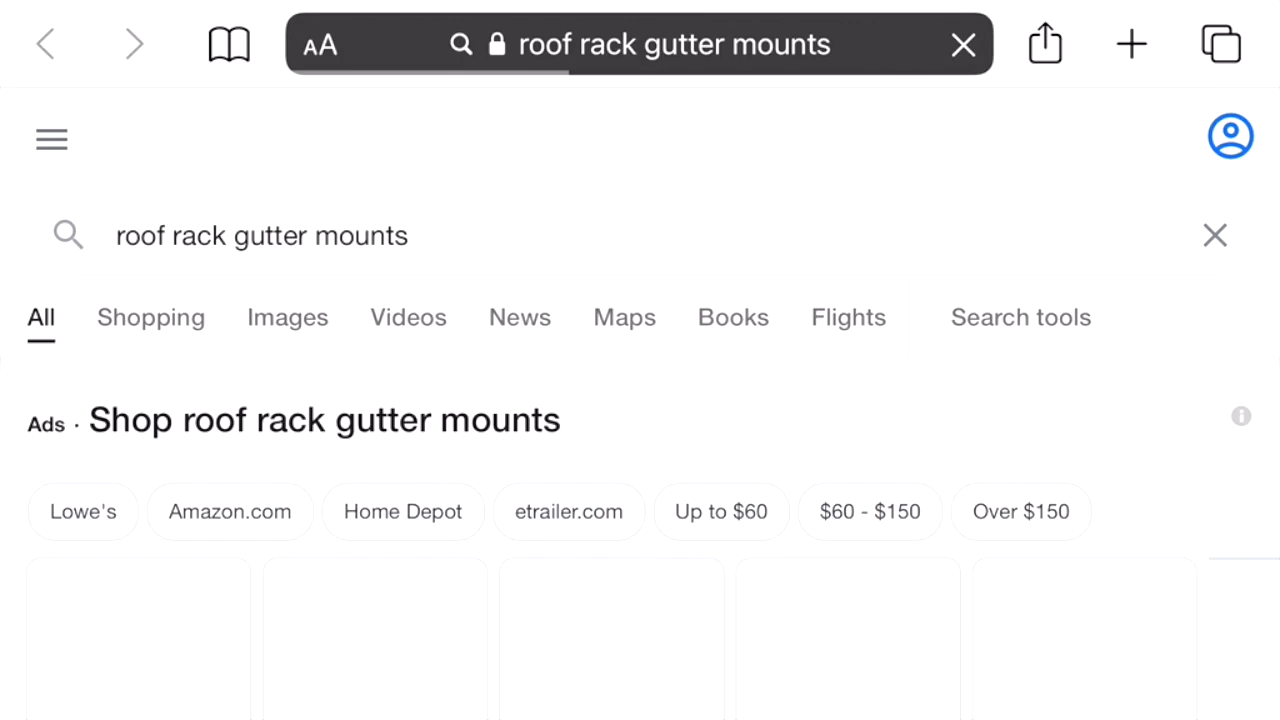 AA roof rack gutter mounts
roof rack gutter mounts
All Shopping Images Videos News Maps Books Flights Search tools
Ads · Shop roof rack gutter mounts
Lowe's Amazon.com Home Depot etrailer.com Up to $60 $60 - $150 Over $150